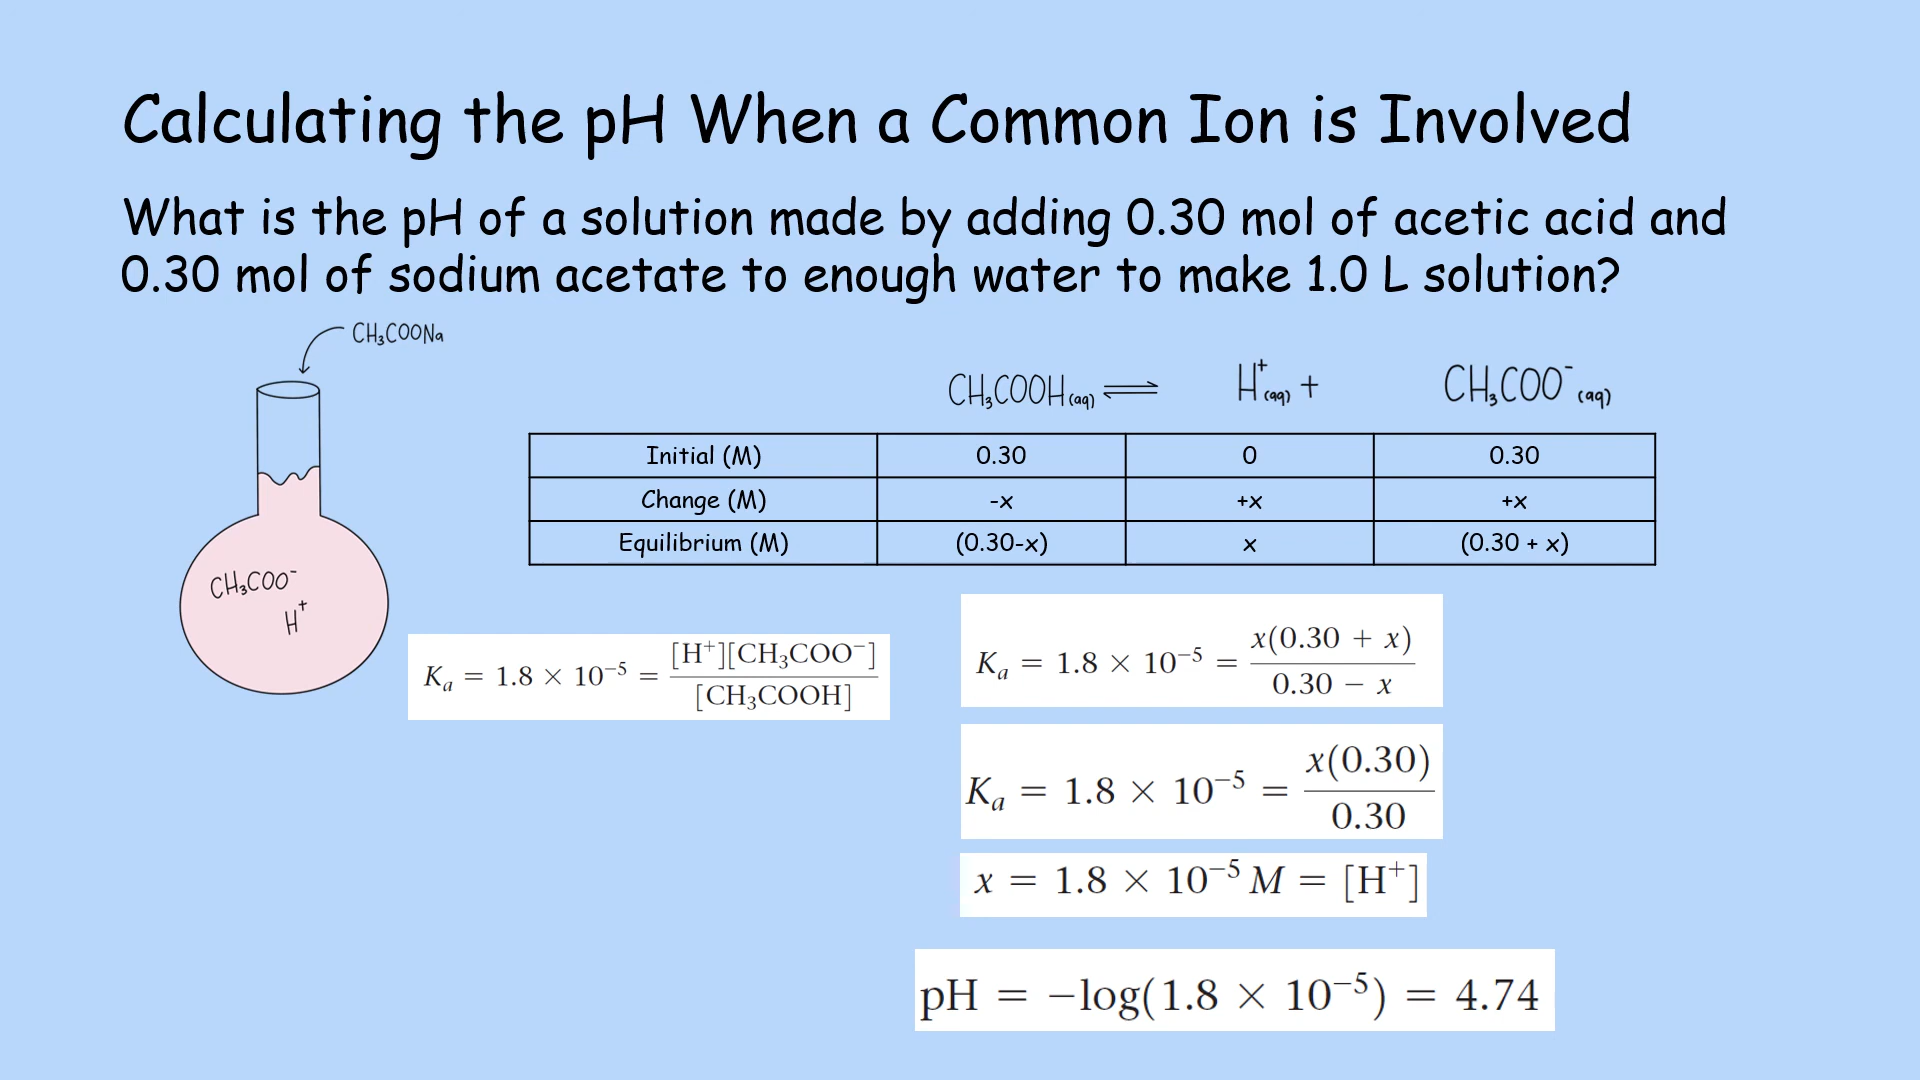 Calculating the pH When a Common Ion is Involved
What is the pH of a solution made by adding 0.30 mol of acetic acid and
0.30 mol of sodium acetate to enough water to make 1.0 L solution?
CH₃COONa
CH₃COOH(aq) ⇌ H⁺(aq) + CH₃COO⁻(aq)
Initial (M) 0.30 0 0.30
Change (M) -x +x +x
Equilibrium (M) (0.30-x) x (0.30 + x)
CH₃COO⁻
H⁺
Kₐ = 1.8 × 10⁻⁵ = [H⁺][CH₃COO⁻] / [CH₃COOH]
Kₐ = 1.8 × 10⁻⁵ = x(0.30 + x) / 0.30 − x
Kₐ = 1.8 × 10⁻⁵ = x(0.30) / 0.30
x = 1.8 × 10⁻⁵ M = [H⁺]
pH = −log(1.8 × 10⁻⁵) = 4.74